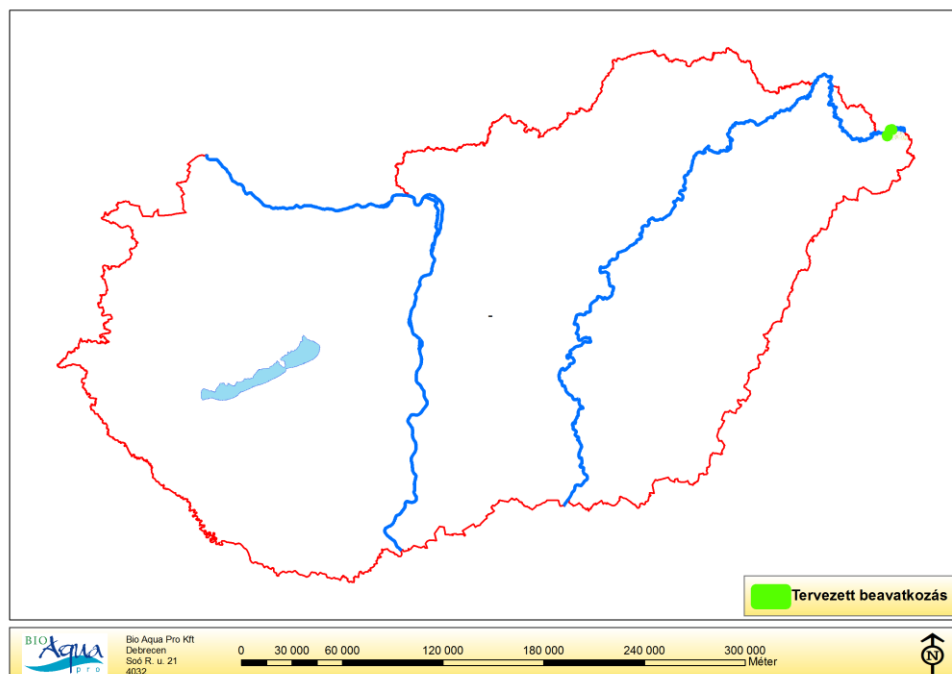 Tervezett beavatkozás
BIO
Aqua
pro
Bio Aqua Pro Kft
Debrecen
Soó R. u. 21
4032
0 30 000 60 000 120 000 180 000 240 000 300 000
Méter
N